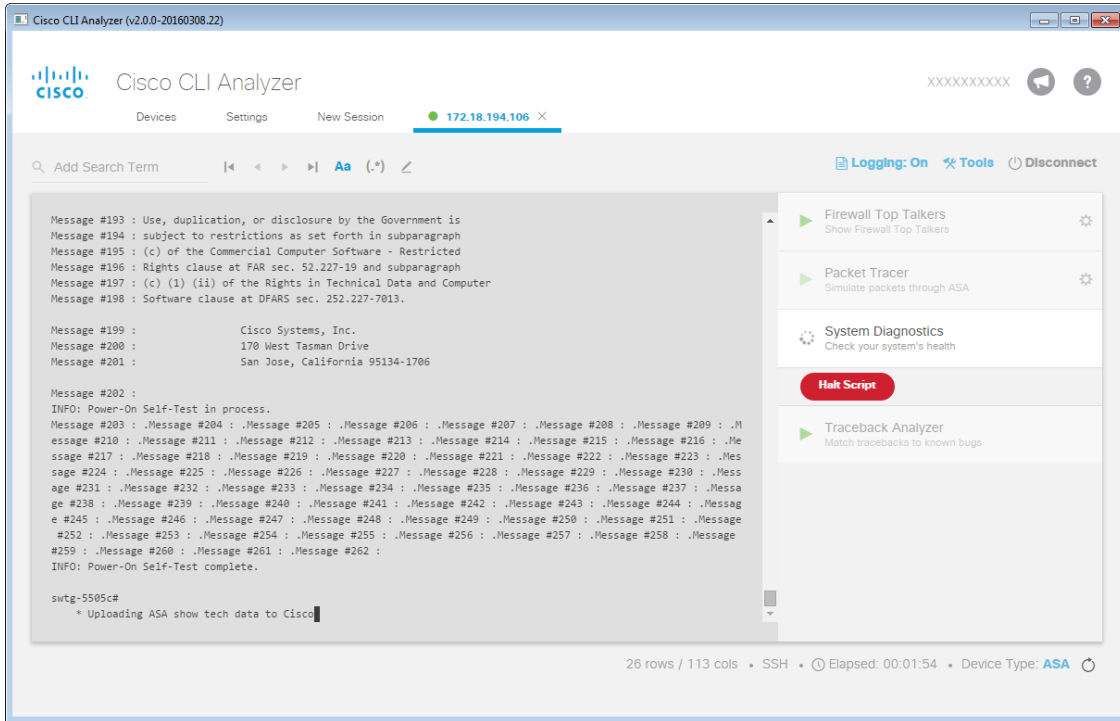 Cisco CLI Analyzer (v2.0.0-20160308.22)
CISCO
Cisco CLI Analyzer
XXXXXXXXXX
?
Devices
Settings
New Session
172.18.194.106
Add Search Term
Aa
(.*)
Logging: On
Tools
Disconnect
Message #193 : Use, duplication, or disclosure by the Government is
Message #194 : subject to restrictions as set forth in subparagraph
Message #195 : (c) of the Commercial Computer Software - Restricted
Message #196 : Rights clause at FAR sec. 52.227-19 and subparagraph
Message #197 : (c) (1) (ii) of the Rights in Technical Data and Computer
Message #198 : Software clause at DFARS sec. 252.227-7013.
Message #199 : Cisco Systems, Inc.
Message #200 : 170 West Tasman Drive
Message #201 : San Jose, California 95134-1706
Message #202 :
INFO: Power-On Self-Test in process.
Message #203 : .Message #204 : .Message #205 : .Message #206 : .Message #207 : .Message #208 : .Message #209 : .M
essage #210 : .Message #211 : .Message #212 : .Message #213 : .Message #214 : .Message #215 : .Message #216 : .Me
ssage #217 : .Message #218 : .Message #219 : .Message #220 : .Message #221 : .Message #222 : .Message #223 : .Mes
sage #224 : .Message #225 : .Message #226 : .Message #227 : .Message #228 : .Message #229 : .Message #230 : .Mess
age #231 : .Message #232 : .Message #233 : .Message #234 : .Message #235 : .Message #236 : .Message #237 : .Messa
ge #238 : .Message #239 : .Message #240 : .Message #241 : .Message #242 : .Message #243 : .Message #244 : .Messag
e #245 : .Message #246 : .Message #247 : .Message #248 : .Message #249 : .Message #250 : .Message #251 : .Message
#252 : .Message #253 : .Message #254 : .Message #255 : .Message #256 : .Message #257 : .Message #258 : .Message
#259 : .Message #260 : .Message #261 : .Message #262 :
INFO: Power-On Self-Test complete.
swtg-5505c#
* Uploading ASA show tech data to Cisco
Firewall Top Talkers
Show Firewall Top Talkers
Packet Tracer
Simulate packets through ASA
System Diagnostics
Check your system's health
Halt Script
Traceback Analyzer
Match tracebacks to known bugs
26 rows / 113 cols • SSH • Elapsed: 00:01:54 • Device Type: ASA